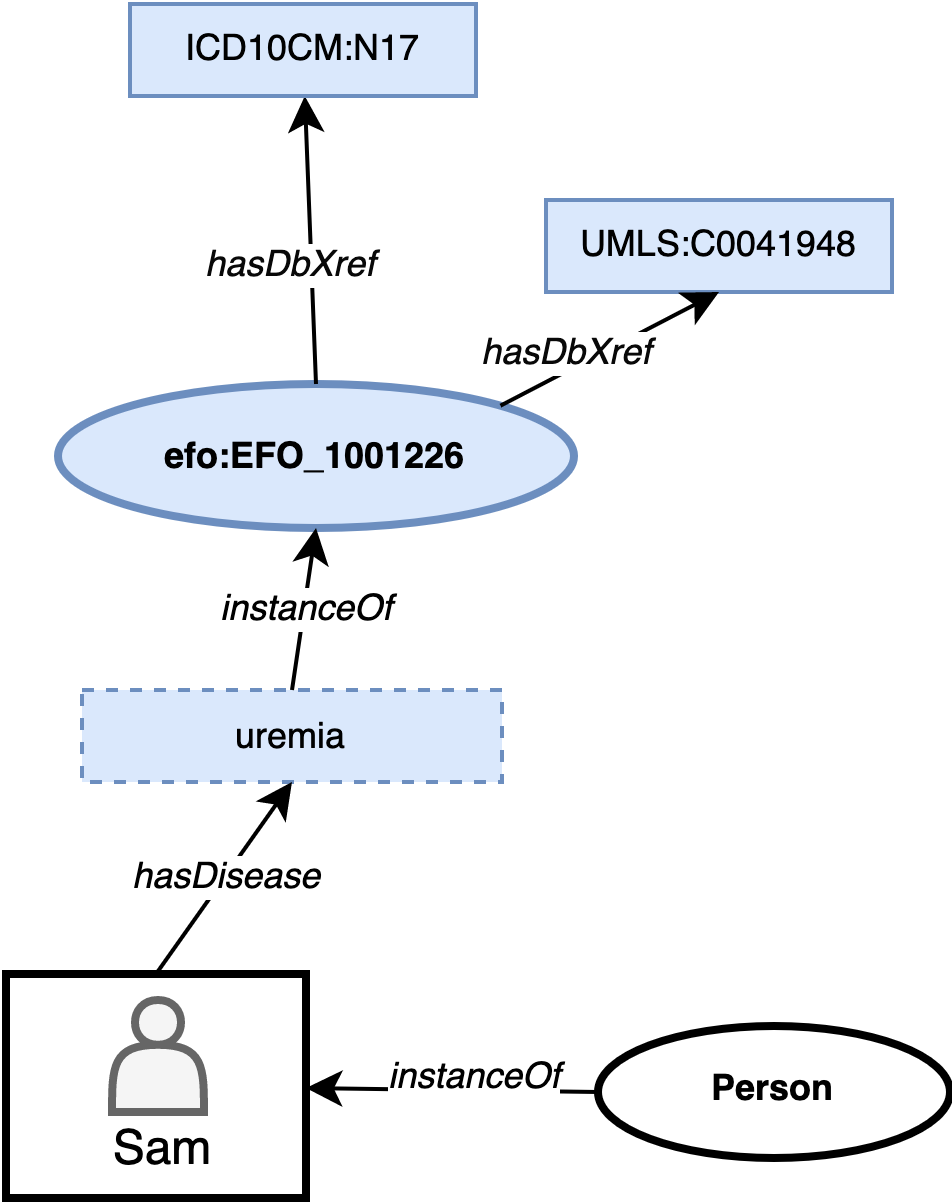 ICD10CM:N17
UMLS:C0041948
hasDbXref
hasDbXref
efo:EFO_1001226
instanceOf
uremia
hasDisease
instanceOf
Person
Sam